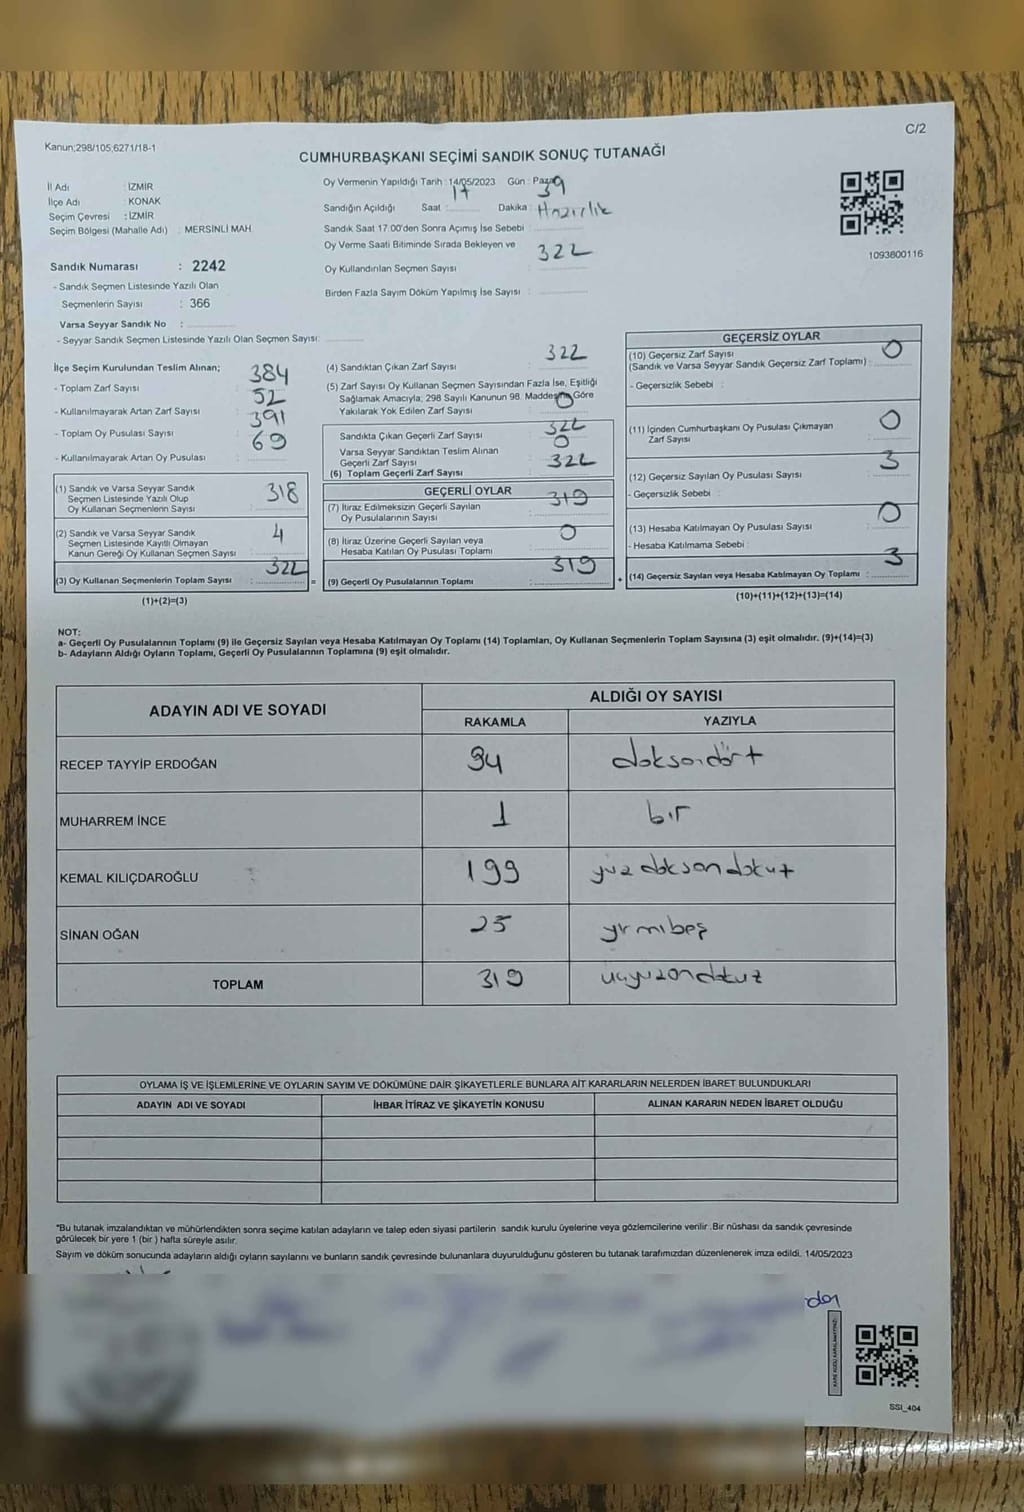 C/2
Kanun;298/105,6271/18-1
CUMHURBAŞKANI SEÇİMİ SANDIK SONUÇ TUTANAĞI
İl Adı : İZMİR
İlçe Adı : KONAK
Seçim Çevresi : İZMİR
Seçim Bölgesi (Mahalle Adı) : MERSİNLİ MAH.
Sandık Numarası : 2242
- Sandık Seçmen Listesinde Yazılı Olan
Seçmenlerin Sayısı : 366
Varsa Seyyar Sandık No :
- Seyyar Sandık Seçmen Listesinde Yazılı Olan Seçmen Sayısı:
Oy Vermenin Yapıldığı Tarih : 14/05/2023 Gün : Pazar
Sandığın Açıldığı Saat : 17 Dakika : 39
Hazırlık
Sandık Saat 17.00'den Sonra Açımış İse Sebebi :
Oy Verme Saati Bitiminde Sırada Bekleyen ve
Oy Kullandırılan Seçmen Sayısı : 322
Birden Fazla Sayım Döküm Yapılmış İse Sayısı :
1093800116
İlçe Seçim Kurulundan Teslim Alınan;
- Toplam Zarf Sayısı : 384
- Kullanılmayarak Artan Zarf Sayısı : 52
- Toplam Oy Pusulası Sayısı : 391
- Kullanılmayarak Artan Oy Pusulası : 69
(1) Sandık ve Varsa Seyyar Sandık
Seçmen Listesinde Yazılı Olup
Oy Kullanan Seçmenlerin Sayısı : 318
(2) Sandık ve Varsa Seyyar Sandık
Seçmen Listesinde Kayıtlı Olmayan
Kanun Gereği Oy Kullanan Seçmen Sayısı : 4
(3) Oy Kullanan Seçmenlerin Toplam Sayısı : 322 =
(1)+(2)=(3)
(4) Sandıktan Çıkan Zarf Sayısı : 322
(5) Zarf Sayısı Oy Kullanan Seçmen Sayısından Fazla İse, Eşitliği
Sağlamak Amacıyla; 298 Sayılı Kanunun 98. Maddesine Göre
Yakılarak Yok Edilen Zarf Sayısı : 0
Sandıkta Çıkan Geçerli Zarf Sayısı : 322
Varsa Seyyar Sandıktan Teslim Alınan
Geçerli Zarf Sayısı : 0
(6) Toplam Geçerli Zarf Sayısı : 322
GEÇERLİ OYLAR
(7) İtiraz Edilmeksizin Geçerli Sayılan
Oy Pusulalarının Sayısı : 319
(8) İtiraz Üzerine Geçerli Sayılan veya
Hesaba Katılan Oy Pusulası Toplamı : 0
(9) Geçerli Oy Pusulalarının Toplamı : 319 +
GEÇERSİZ OYLAR
(10) Geçersiz Zarf Sayısı
(Sandık ve Varsa Seyyar Sandık Geçersiz Zarf Toplamı) : 0
- Geçersizlik Sebebi :
(11) İçinden Cumhurbaşkanı Oy Pusulası Çıkmayan
Zarf Sayısı : 0
(12) Geçersiz Sayılan Oy Pusulası Sayısı : 3
- Geçersizlik Sebebi :
(13) Hesaba Katılmayan Oy Pusulası Sayısı : 0
- Hesaba Katılmama Sebebi :
(14) Geçersiz Sayılan veya Hesaba Katılmayan Oy Toplamı : 3
(10)+(11)+(12)+(13)=(14)
NOT:
a- Geçerli Oy Pusulalarının Toplamı (9) ile Geçersiz Sayılan veya Hesaba Katılmayan Oy Toplamı (14) Toplamları, Oy Kullanan Seçmenlerin Toplam Sayısına (3) eşit olmalıdır. (9)+(14)=(3)
b- Adayların Aldığı Oyların Toplamı, Geçerli Oy Pusulalarının Toplamına (9) eşit olmalıdır.
ADAYIN ADI VE SOYADI ALDIĞI OY SAYISI
RAKAMLA YAZIYLA
RECEP TAYYİP ERDOĞAN 94 doksandört
MUHARREM İNCE 1 bir
KEMAL KILIÇDAROĞLU 199 yüzdoksandokuz
SİNAN OĞAN 25 yirmibeş
TOPLAM 319 üçyüzondokuz
OYLAMA İŞ VE İŞLEMLERİNE VE OYLARIN SAYIM VE DÖKÜMÜNE DAİR ŞİKAYETLERLE BUNLARA AİT KARARLARIN NELERDEN İBARET BULUNDUKLARI
ADAYIN ADI VE SOYADI İHBAR İTİRAZ VE ŞİKAYETİN KONUSU ALINAN KARARIN NEDEN İBARET OLDUĞU
*Bu tutanak imzalandıktan ve mühürlendikten sonra seçime katılan adayların ve talep eden siyasi partilerin sandık kurulu üyelerine veya gözlemcilerine verilir. Bir nüshası da sandık çevresinde
görülecek bir yere 1 (bir) hafta süreyle asılır.
Sayım ve döküm sonucunda adayların aldığı oyların sayılarını ve bunların sandık çevresinde bulunanlara duyurulduğunu gösteren bu tutanak tarafımızdan düzenlenerek imza edildi. 14/05/2023
SSI_404